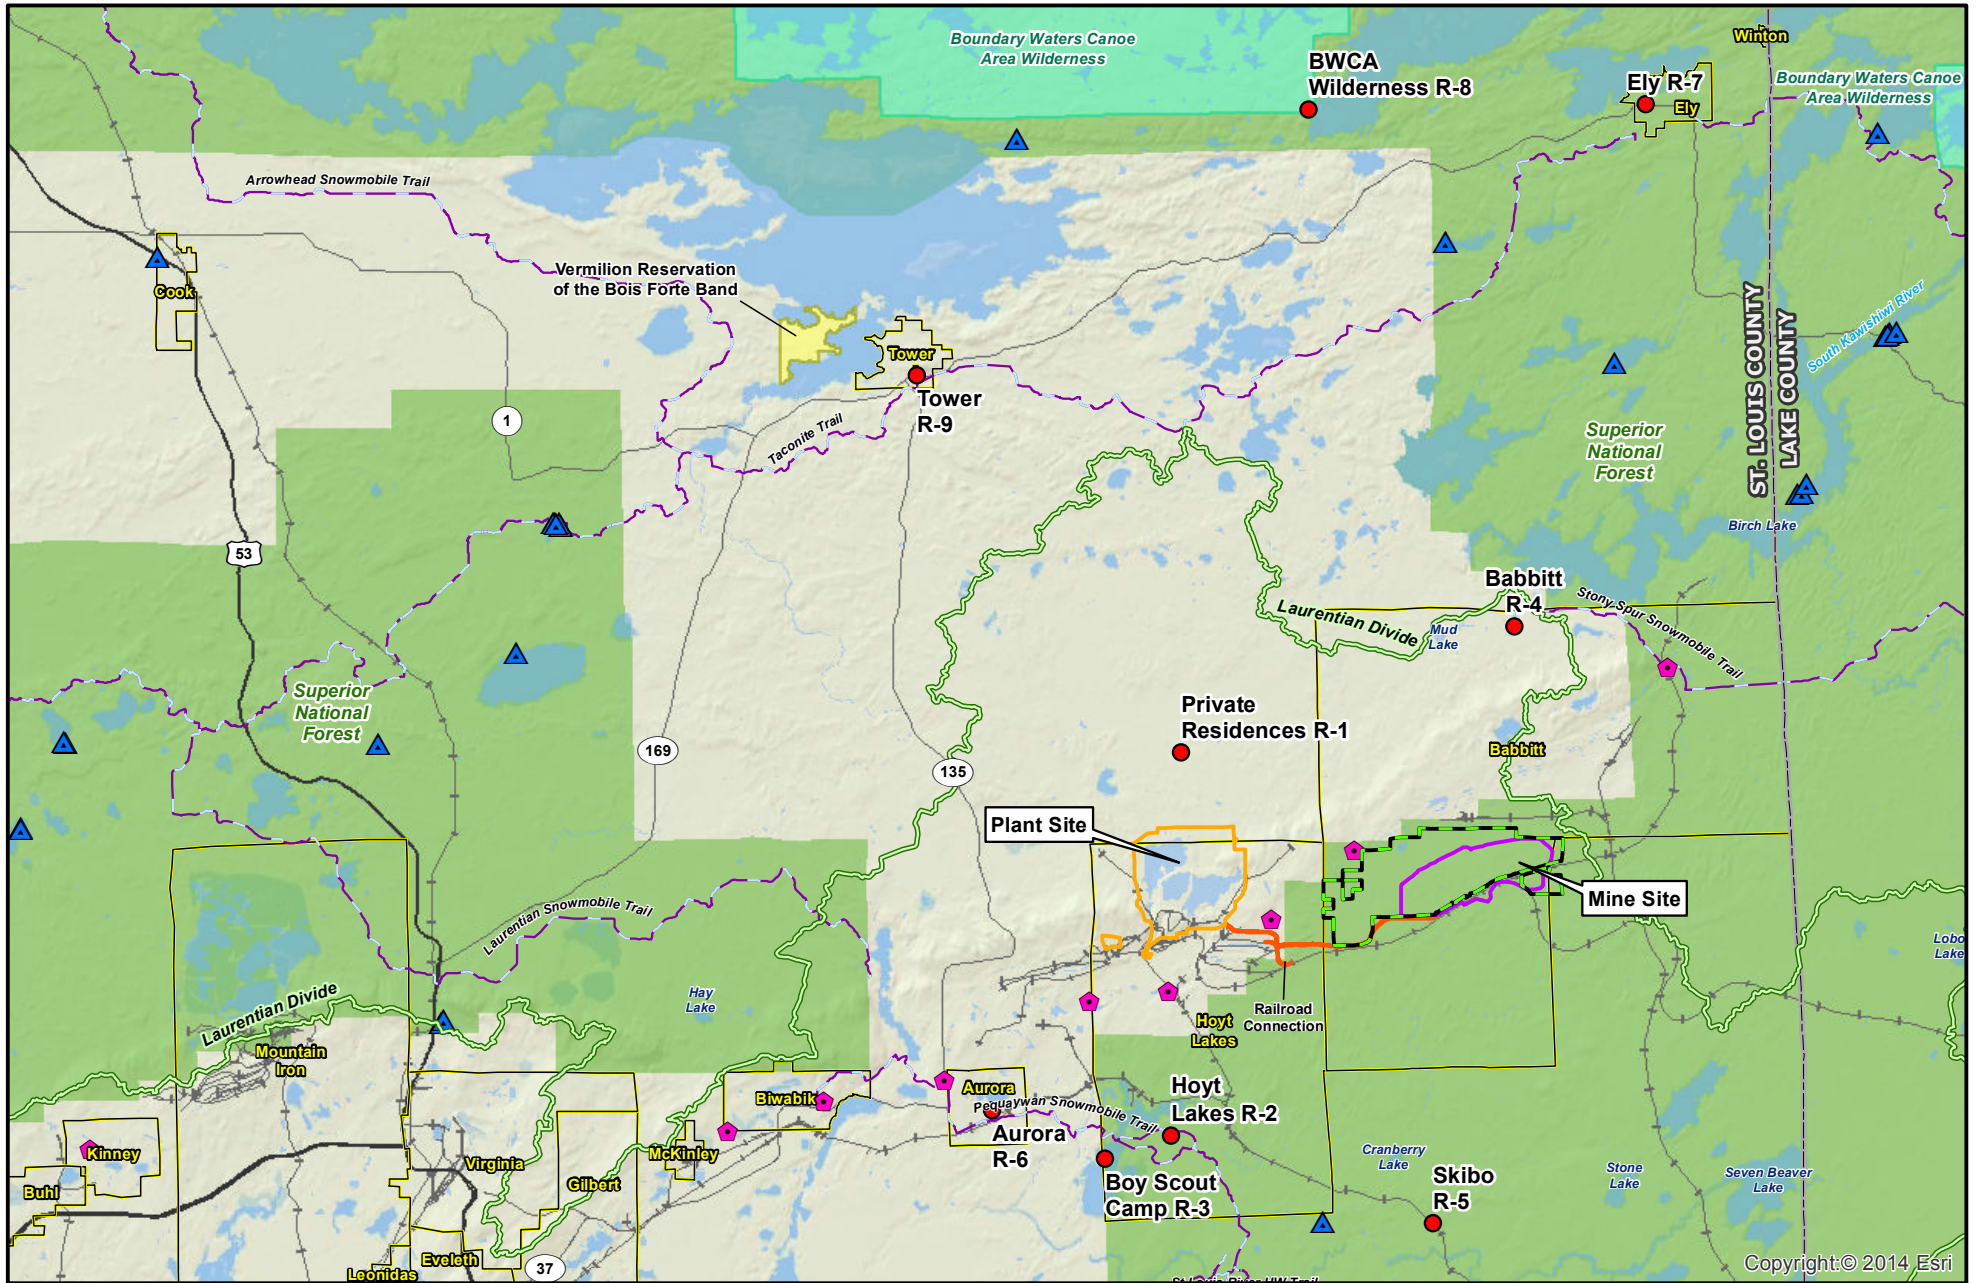 Boundary Waters Canoe
Area Wilderness
BWCA
Wilderness R-8
Winton
Ely R-7
Ely
Boundary Waters Canoe
Area Wilderness
Arrowhead Snowmobile Trail
Cook
Vermilion Reservation
of the Bois Forte Band
Tower
Tower
R-9
Taconite Trail
1
53
ST. LOUIS COUNTY
LAKE COUNTY
South Kawishiwi River
Superior
National
Forest
Birch Lake
Babbitt
R-4
Stony Spur Snowmobile Trail
Laurentian Divide
Mud
Lake
Superior
National
Forest
Private
Residences R-1
Babbitt
169
135
Plant Site
Mine Site
Laurentian Snowmobile Trail
Hay
Lake
Lobo
Lake
Railroad
Connection
Hoyt
Lakes
Laurentian Divide
Mountain
Iron
Biwabik
Aurora
Pequaywan Snowmobile Trail
Hoyt
Lakes R-2
Aurora
R-6
Kinney
Buhl
Virginia
McKinley
Gilbert
Boy Scout
Camp R-3
Cranberry
Lake
Skibo
R-5
Stone
Lake
Seven Beaver
Lake
Eveleth
Leonidas
37
St Louis River HW Trail
Copyright:© 2014 Esri